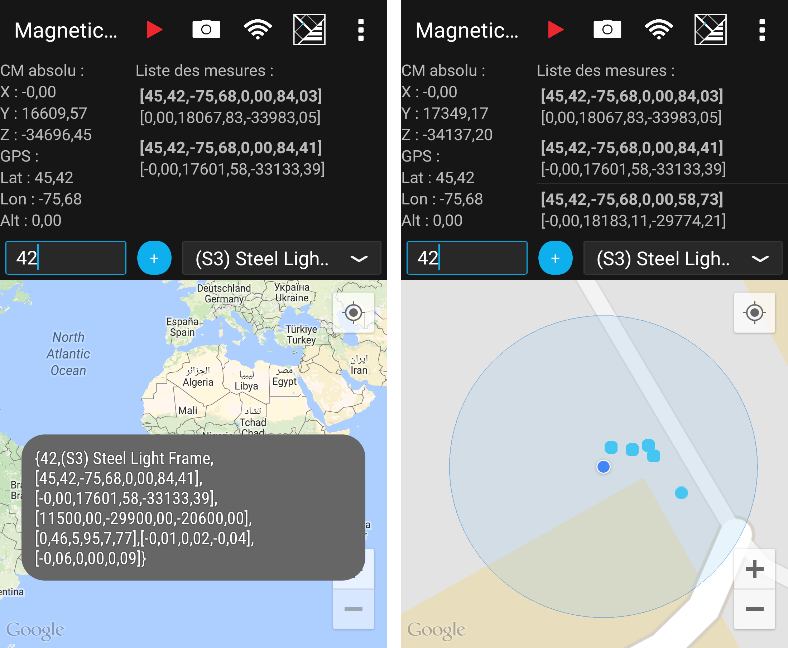 Magnetic...
CM absolu :
X : -0,00
Y : 16609,57
Z : -34696,45
GPS :
Lat : 45,42
Lon : -75,68
Alt : 0,00
Liste des mesures :
[45,42,-75,68,0,00,84,03]
[0,00,18067,83,-33983,05]
[45,42,-75,68,0,00,84,41]
[-0,00,17601,58,-33133,39]
42
+
(S3) Steel Ligh..
Deutschland
Germany
Україна
Ukraine
España
Spain
Türkiye
Turkey
North
Atlantic
Ocean
الجزائر
Algeria
ليبيا
Libya
مصر
Egypt
ایران
Iran
Mali
تشاد
Tchad
Chad
{42,(S3) Steel Light Frame,
[45,42,-75,68,0,00,84,41],
[-0,00,17601,58,-33133,39],
[11500,00,-29900,00,-20600,00],
[0,46,5,95,7,77],[-0,01,0,02,-0,04],
[-0,06,0,00,0,09]}
Br
Bra
entina
a
Google
Magnetic...
CM absolu :
X : -0,00
Y : 17349,17
Z : -34137,20
GPS :
Lat : 45,42
Lon : -75,68
Alt : 0,00
Liste des mesures :
[45,42,-75,68,0,00,84,03]
[0,00,18067,83,-33983,05]
[45,42,-75,68,0,00,84,41]
[-0,00,17601,58,-33133,39]
[45,42,-75,68,0,00,58,73]
[-0,00,18183,11,-29774,21]
42
+
(S3) Steel Ligh..
+
−
Google